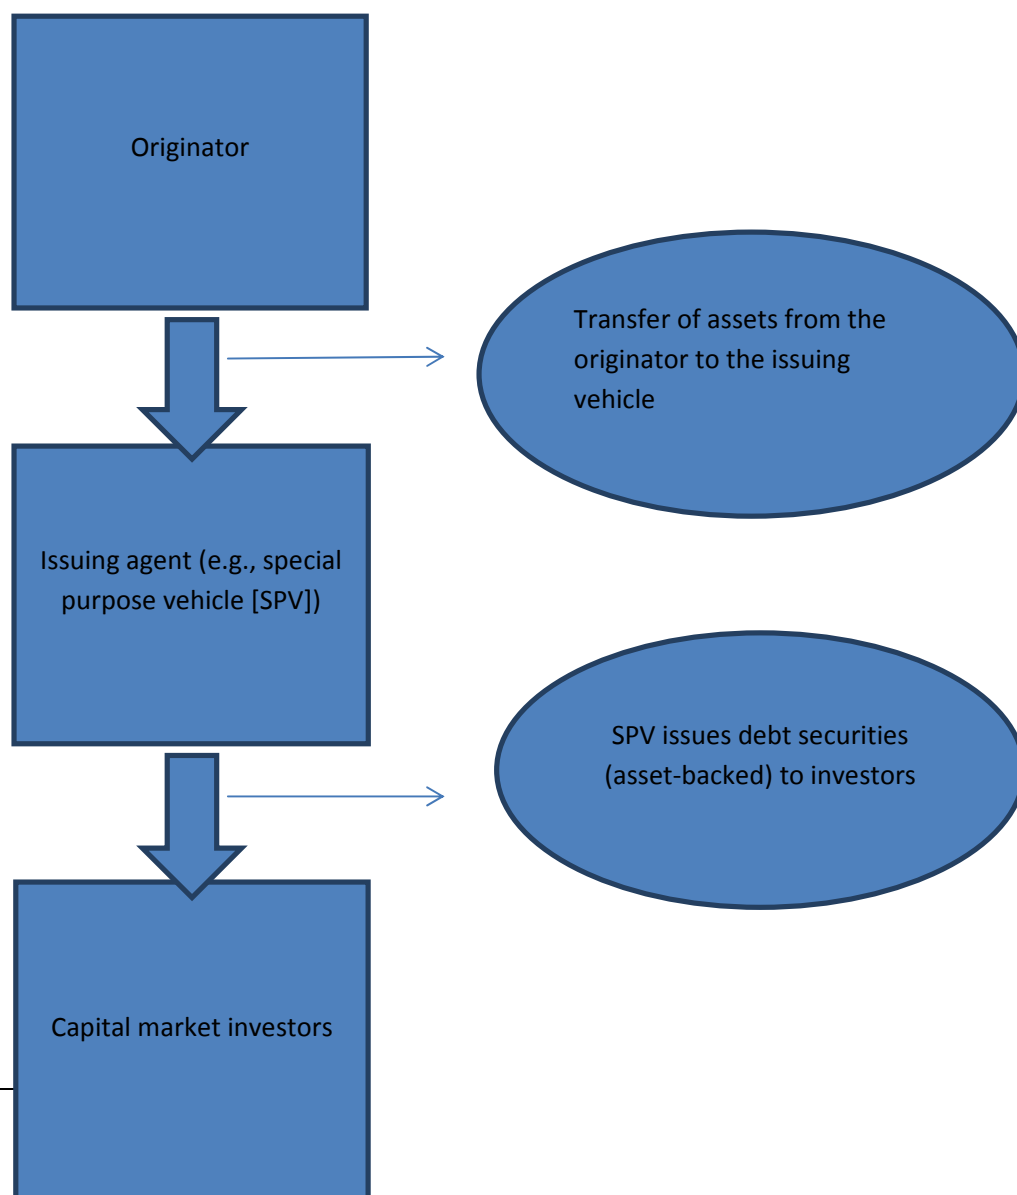 Originator
Transfer of assets from the
originator to the issuing
vehicle
Issuing agent (e.g., special
purpose vehicle [SPV])
SPV issues debt securities
(asset-backed) to investors
Capital market investors